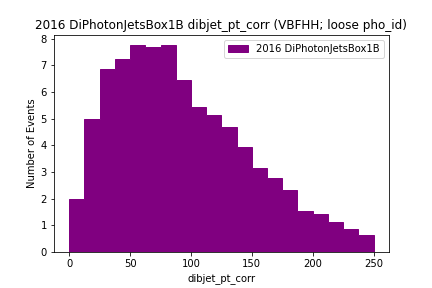 2016 DiPhotonJetsBox1B dibjet_pt_corr (VBFHH; loose pho_id)
2016 DiPhotonJetsBox1B
Number of Events
8
7
6
5
4
3
2
1
0
0 50 100 150 200 250
dibjet_pt_corr